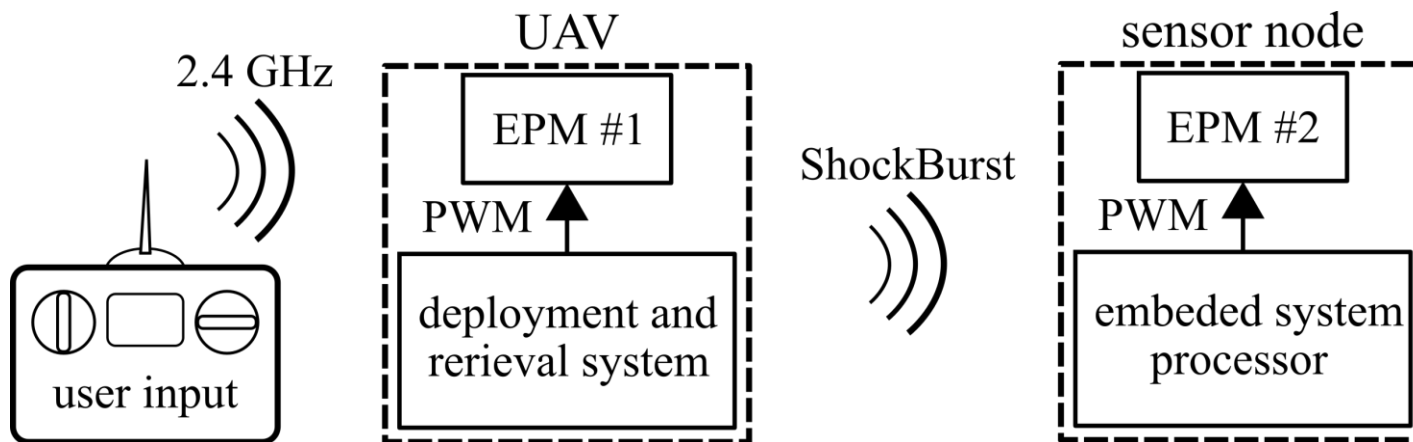 2.4 GHz
user input
UAV
EPM #1
PWM
deployment and
rerieval system
ShockBurst
sensor node
EPM #2
PWM
embeded system
processor